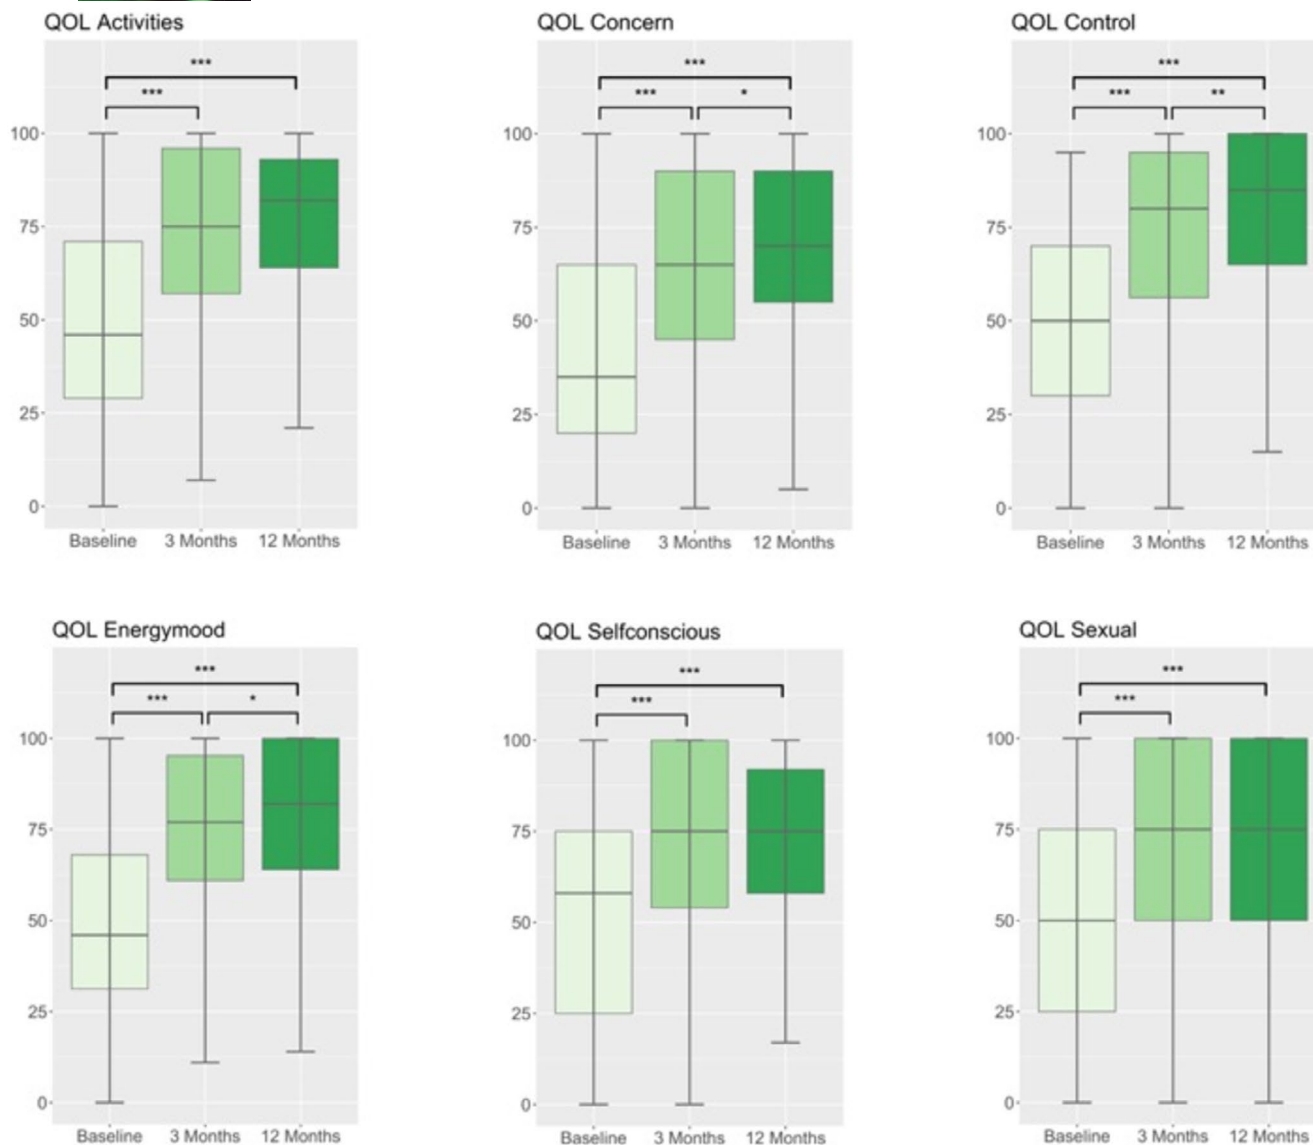 QOL Activities QOL Concern QOL Control
*** *** ***
*** *** * *** **
100 100 100
75 75 75
50 50 50
25 25 25
0 0 0
Baseline 3 Months 12 Months Baseline 3 Months 12 Months Baseline 3 Months 12 Months
QOL Energymood QOL Selfconscious QOL Sexual
*** *** ***
*** * *** ***
100 100 100
75 75 75
50 50 50
25 25 25
0 0 0
Baseline 3 Months 12 Months Baseline 3 Months 12 Months Baseline 3 Months 12 Months